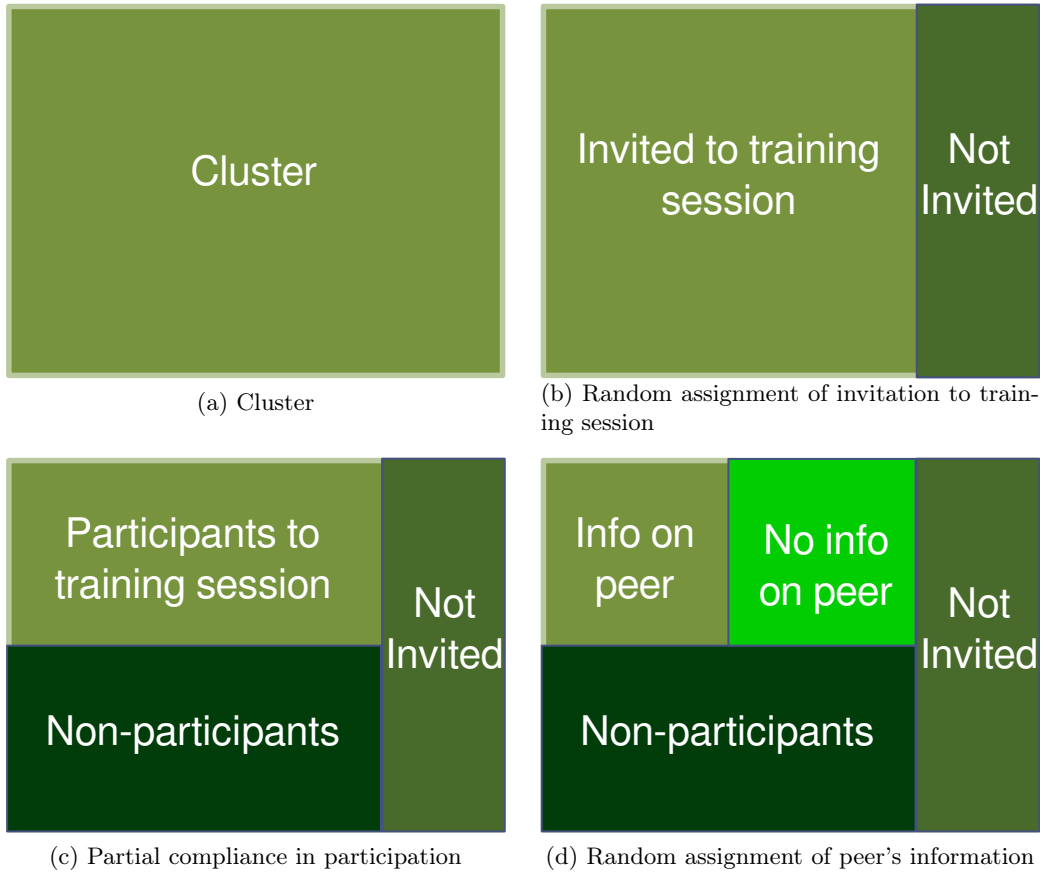 Cluster
(a) Cluster
Invited to training
session
Not
Invited
(b) Random assignment of invitation to train-
ing session
Participants to
training session
Not
Invited
Non-participants
(c) Partial compliance in participation
Info on
peer
No info
on peer
Not
Invited
Non-participants
(d) Random assignment of peer's information